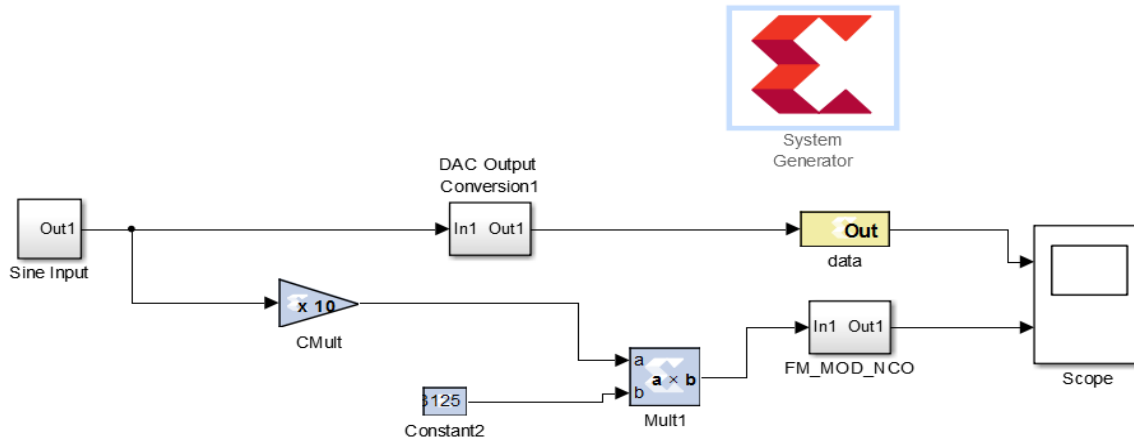 System
Generator
DAC Output
Conversion1
Out1
In1 Out1
Out
Sine Input
data
x 10
In1 Out1
CMult
a
a × b
b
FM_MOD_NCO
Scope
Mult1
Constant2